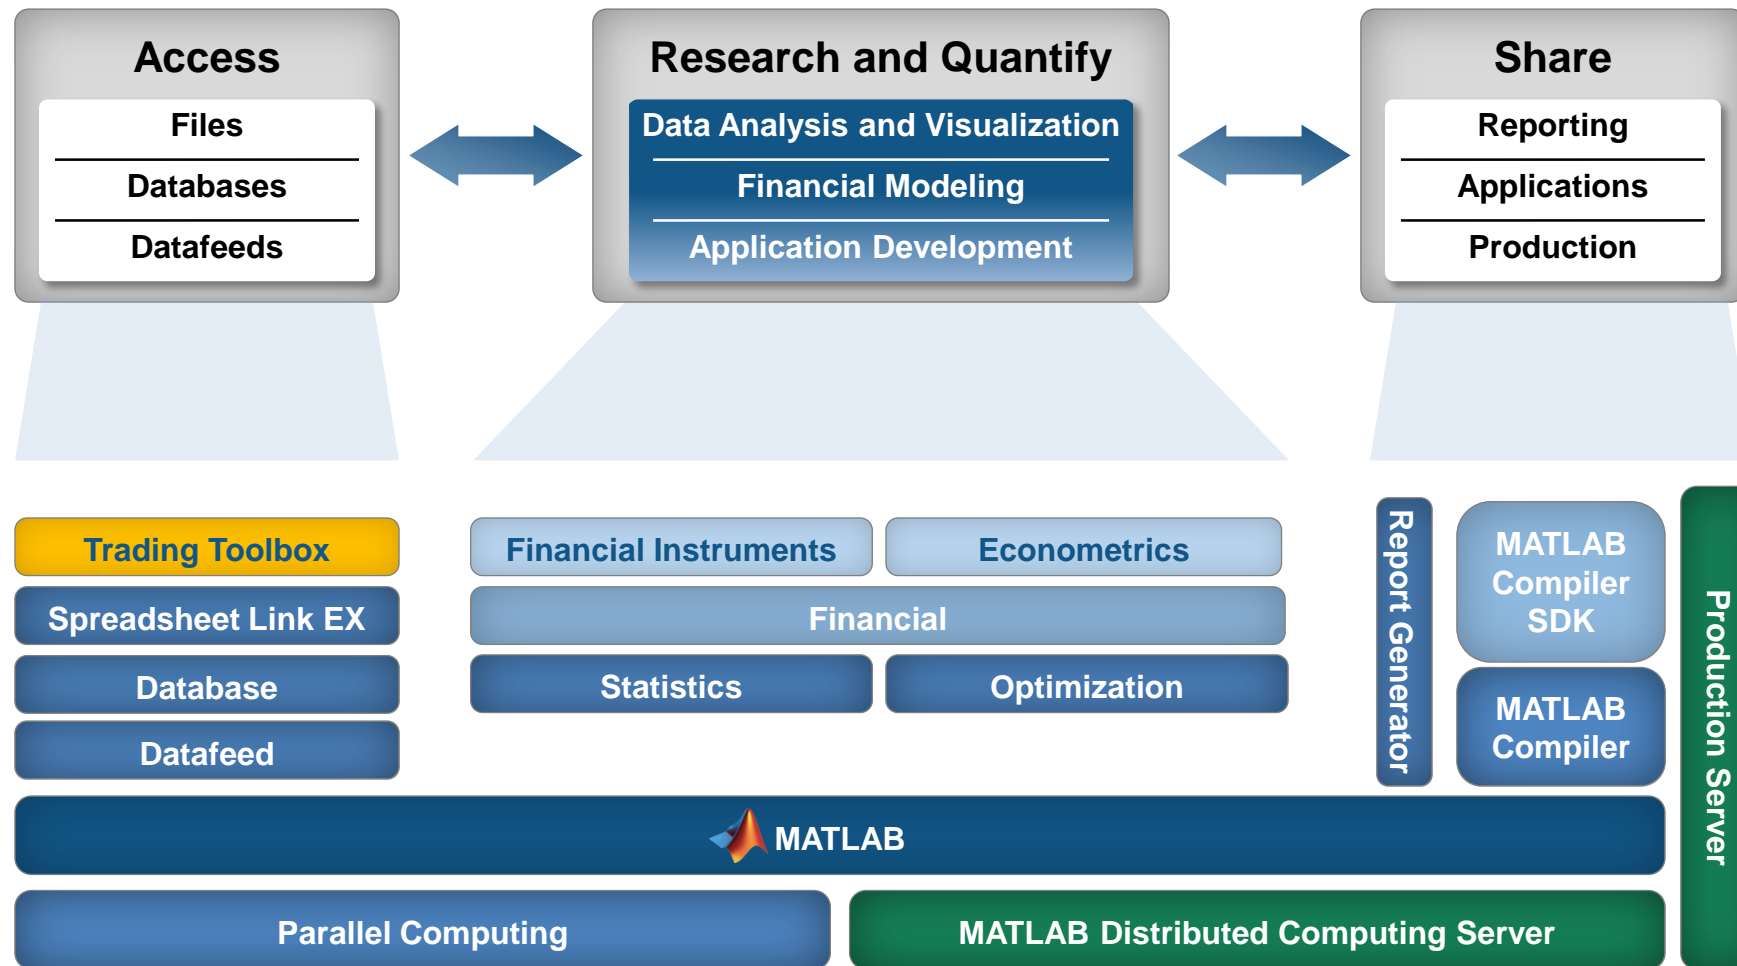 Access
Files
Databases
Datafeeds
Research and Quantify
Data Analysis and Visualization
Financial Modeling
Application Development
Share
Reporting
Applications
Production
Trading Toolbox
Spreadsheet Link EX
Database
Datafeed
Financial Instruments
Econometrics
Financial
Statistics
Optimization
Report Generator
MATLAB
Compiler
SDK
MATLAB
Compiler
Production Server
MATLAB
Parallel Computing
MATLAB Distributed Computing Server